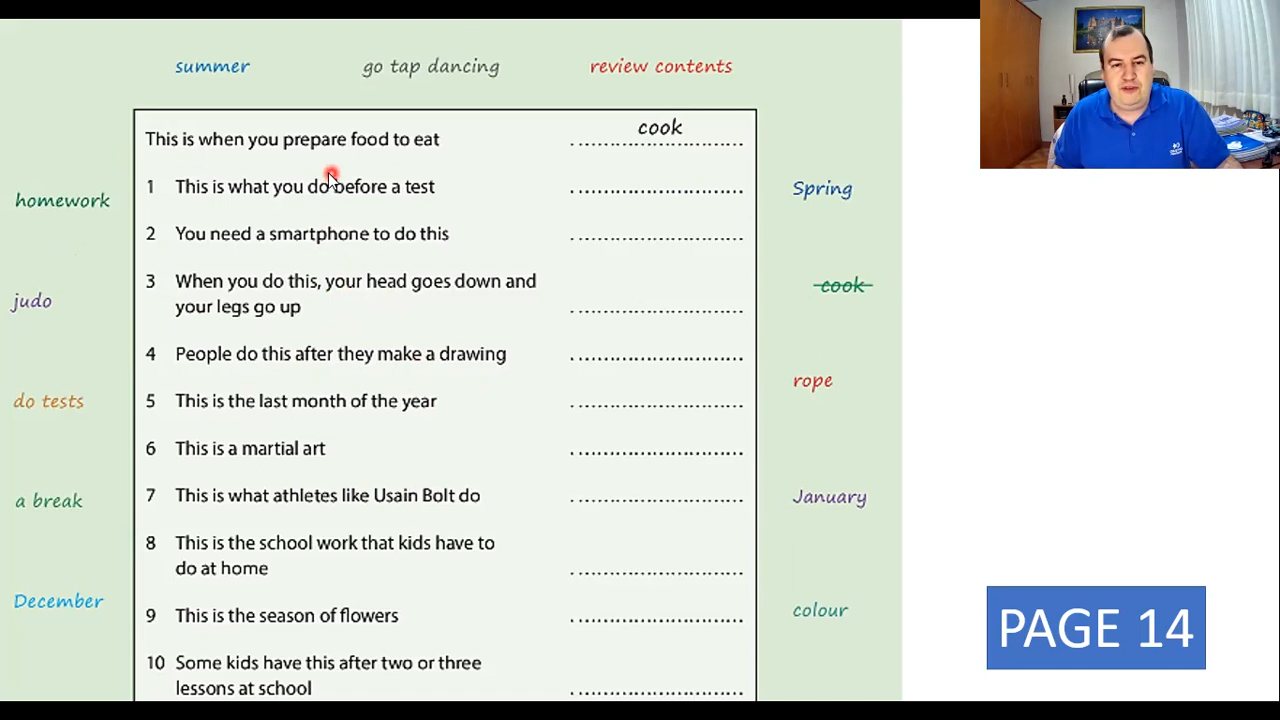 summer go tap dancing review contents
This is when you prepare food to eat cook
1 This is what you do before a test
2 You need a smartphone to do this
3 When you do this, your head goes down and
your legs go up
4 People do this after they make a drawing
5 This is the last month of the year
6 This is a martial art
7 This is what athletes like Usain Bolt do
8 This is the school work that kids have to
do at home
9 This is the season of flowers
10 Some kids have this after two or three
lessons at school
homework
judo
do tests
a break
December
Spring
cook
rope
January
colour
PAGE 14